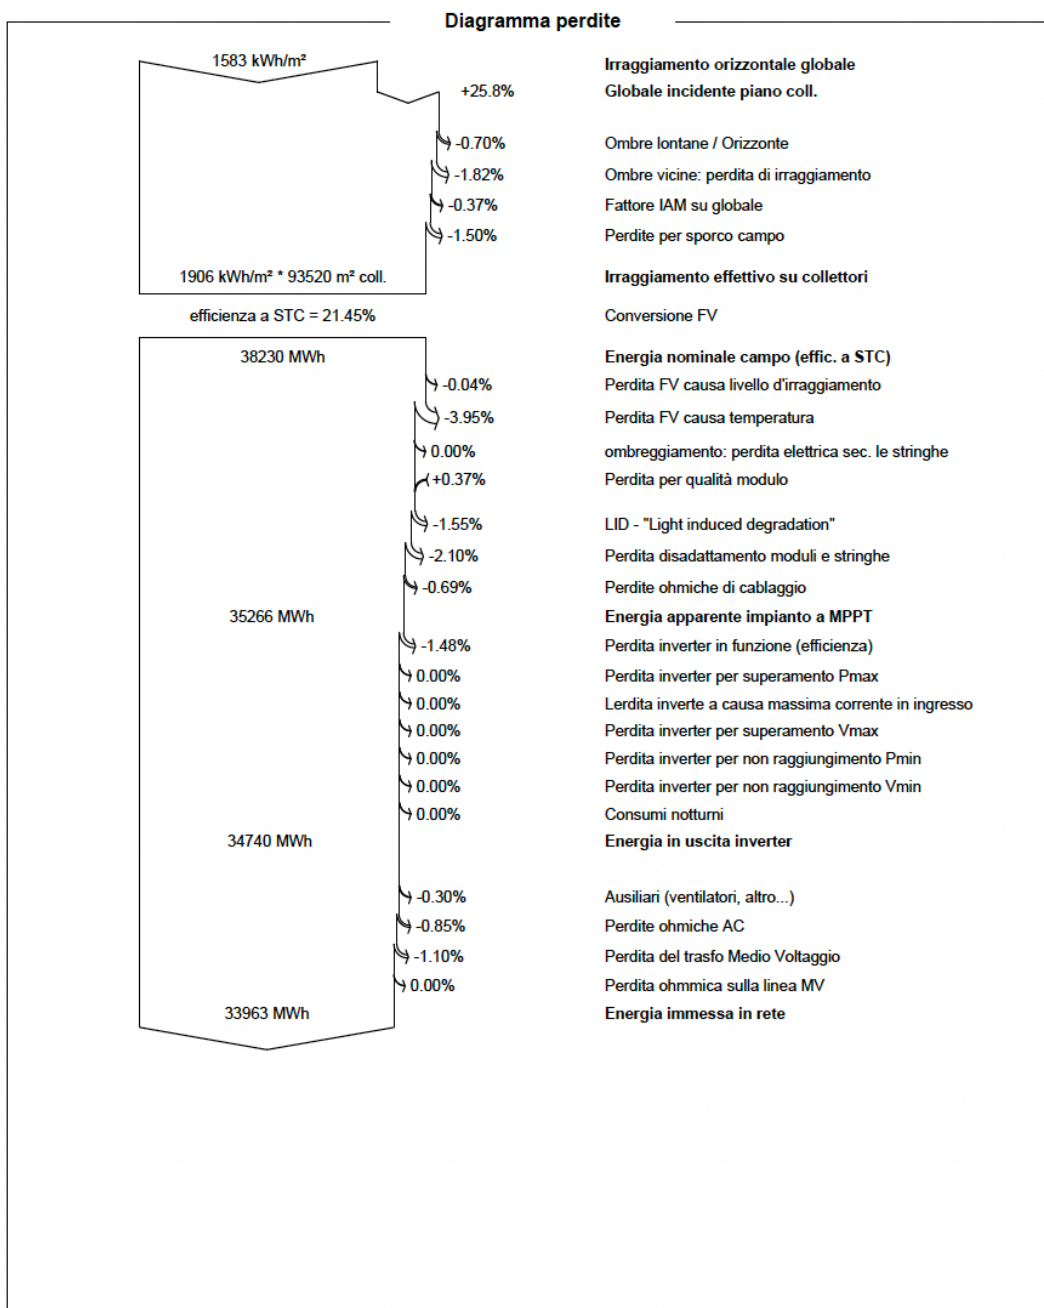 Diagramma perdite
1583 kWh/m² Irraggiamento orizzontale globale
+25.8% Globale incidente piano coll.
-0.70% Ombre lontane / Orizzonte
-1.82% Ombre vicine: perdita di irraggiamento
-0.37% Fattore IAM su globale
-1.50% Perdite per sporco campo
1906 kWh/m² * 93520 m² coll. Irraggiamento effettivo su collettori
efficienza a STC = 21.45% Conversione FV
38230 MWh Energia nominale campo (effic. a STC)
-0.04% Perdita FV causa livello d'irraggiamento
-3.95% Perdita FV causa temperatura
0.00% ombreggiamento: perdita elettrica sec. le stringhe
+0.37% Perdita per qualità modulo
-1.55% LID - "Light induced degradation"
-2.10% Perdita disadattamento moduli e stringhe
-0.69% Perdite ohmiche di cablaggio
35266 MWh Energia apparente impianto a MPPT
-1.48% Perdita inverter in funzione (efficienza)
0.00% Perdita inverter per superamento Pmax
0.00% Lerdita inverte a causa massima corrente in ingresso
0.00% Perdita inverter per superamento Vmax
0.00% Perdita inverter per non raggiungimento Pmin
0.00% Perdita inverter per non raggiungimento Vmin
0.00% Consumi notturni
34740 MWh Energia in uscita inverter
-0.30% Ausiliari (ventilatori, altro...)
-0.85% Perdite ohmiche AC
-1.10% Perdita del trasfo Medio Voltaggio
0.00% Perdita ohmmica sulla linea MV
33963 MWh Energia immessa in rete